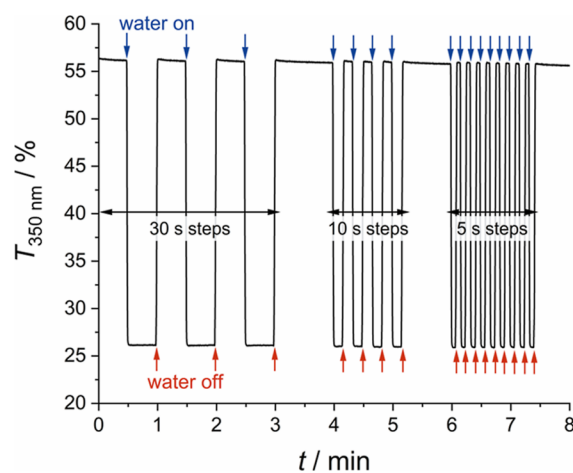 60
55
50
45
40
35
30
25
20
T350 nm / %
water on
30 s steps
10 s steps
5 s steps
water off
0
1
2
3
4
5
6
7
8
t / min